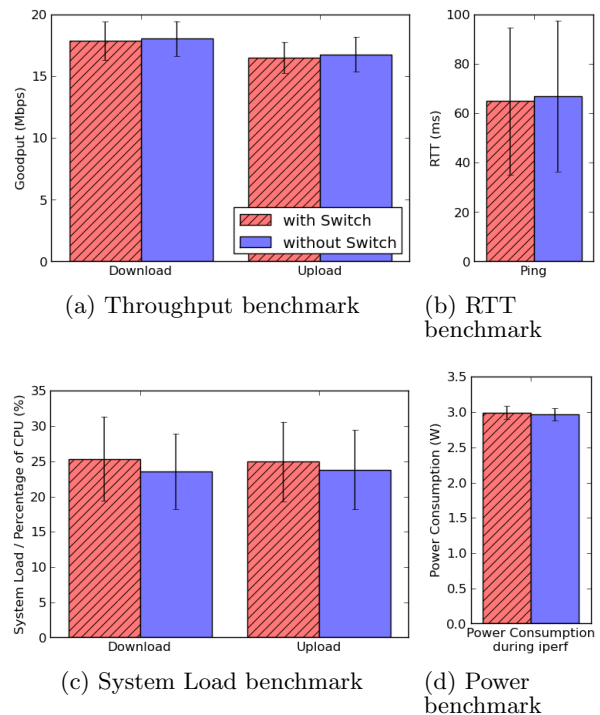 20
15
10
5
0
Goodput (Mbps)
with Switch
without Switch
Download
Upload
(a) Throughput benchmark
100
80
60
40
20
0
RTT (ms)
Ping
(b) RTT
benchmark
35
30
25
20
15
10
5
0
System Load / Percentage of CPU (%)
Download
Upload
(c) System Load benchmark
3.5
3.0
2.5
2.0
1.5
1.0
0.5
0.0
Power Consumption (W)
Power Consumption
during iperf
(d) Power
benchmark